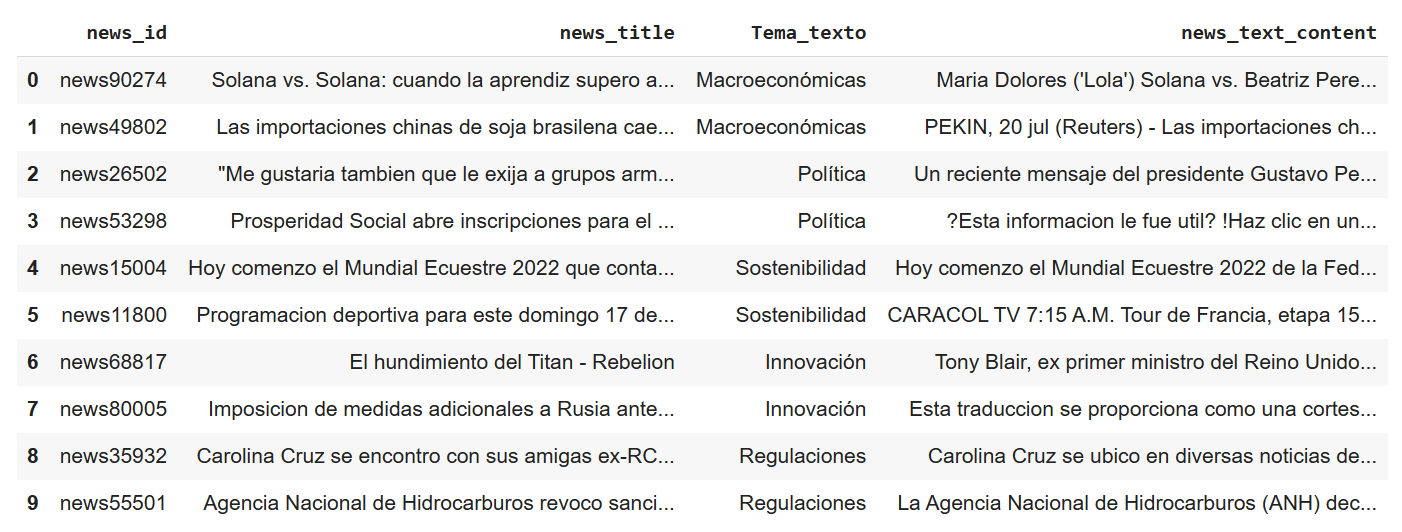 news_id news_title Tema_texto news_text_content
0 news90274 Solana vs. Solana: cuando la aprendiz supero a... Macroeconómicas Maria Dolores ('Lola') Solana vs. Beatriz Pere...
1 news49802 Las importaciones chinas de soja brasilena cae... Macroeconómicas PEKIN, 20 jul (Reuters) - Las importaciones ch...
2 news26502 "Me gustaria tambien que le exija a grupos arm... Política Un reciente mensaje del presidente Gustavo Pe...
3 news53298 Prosperidad Social abre inscripciones para el ... Política ?Esta informacion le fue util? !Haz clic en un...
4 news15004 Hoy comenzo el Mundial Ecuestre 2022 que conta... Sostenibilidad Hoy comenzo el Mundial Ecuestre 2022 de la Fed...
5 news11800 Programacion deportiva para este domingo 17 de... Sostenibilidad CARACOL TV 7:15 A.M. Tour de Francia, etapa 15...
6 news68817 El hundimiento del Titan - Rebelion Innovación Tony Blair, ex primer ministro del Reino Unido...
7 news80005 Imposicion de medidas adicionales a Rusia ante... Innovación Esta traduccion se proporciona como una cortes...
8 news35932 Carolina Cruz se encontro con sus amigas ex-RC... Regulaciones Carolina Cruz se ubico en diversas noticias de...
9 news55501 Agencia Nacional de Hidrocarburos revoco sanci... Regulaciones La Agencia Nacional de Hidrocarburos (ANH) dec...